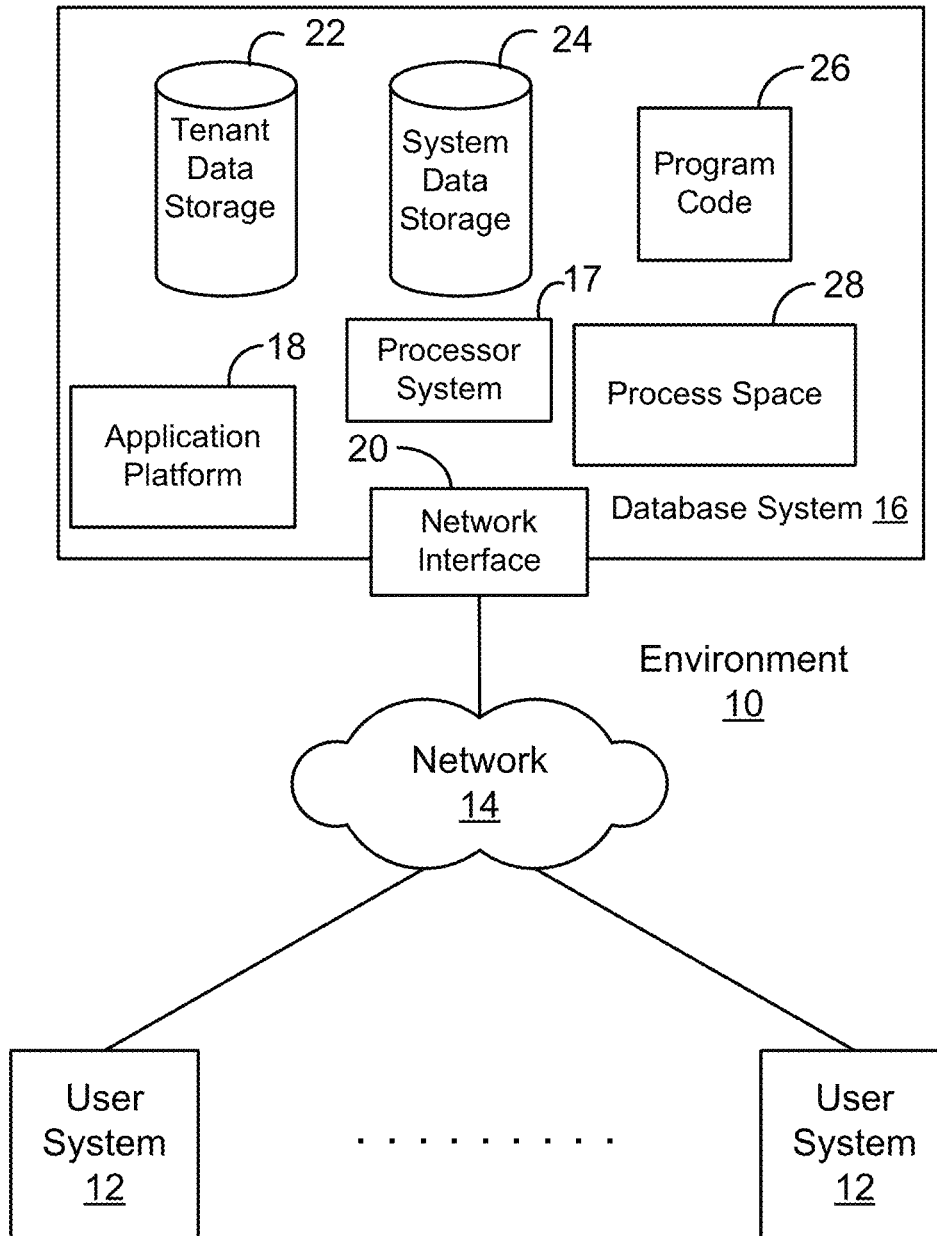 22
24
26
Tenant
Data
Storage
System
Data
Storage
Program
Code
17
28
18
Processor
System
Process Space
Application
Platform
20
Network
Interface
Database System 16
Environment
10
Network
14
User
System
12
. . . . . . . . . .
User
System
12